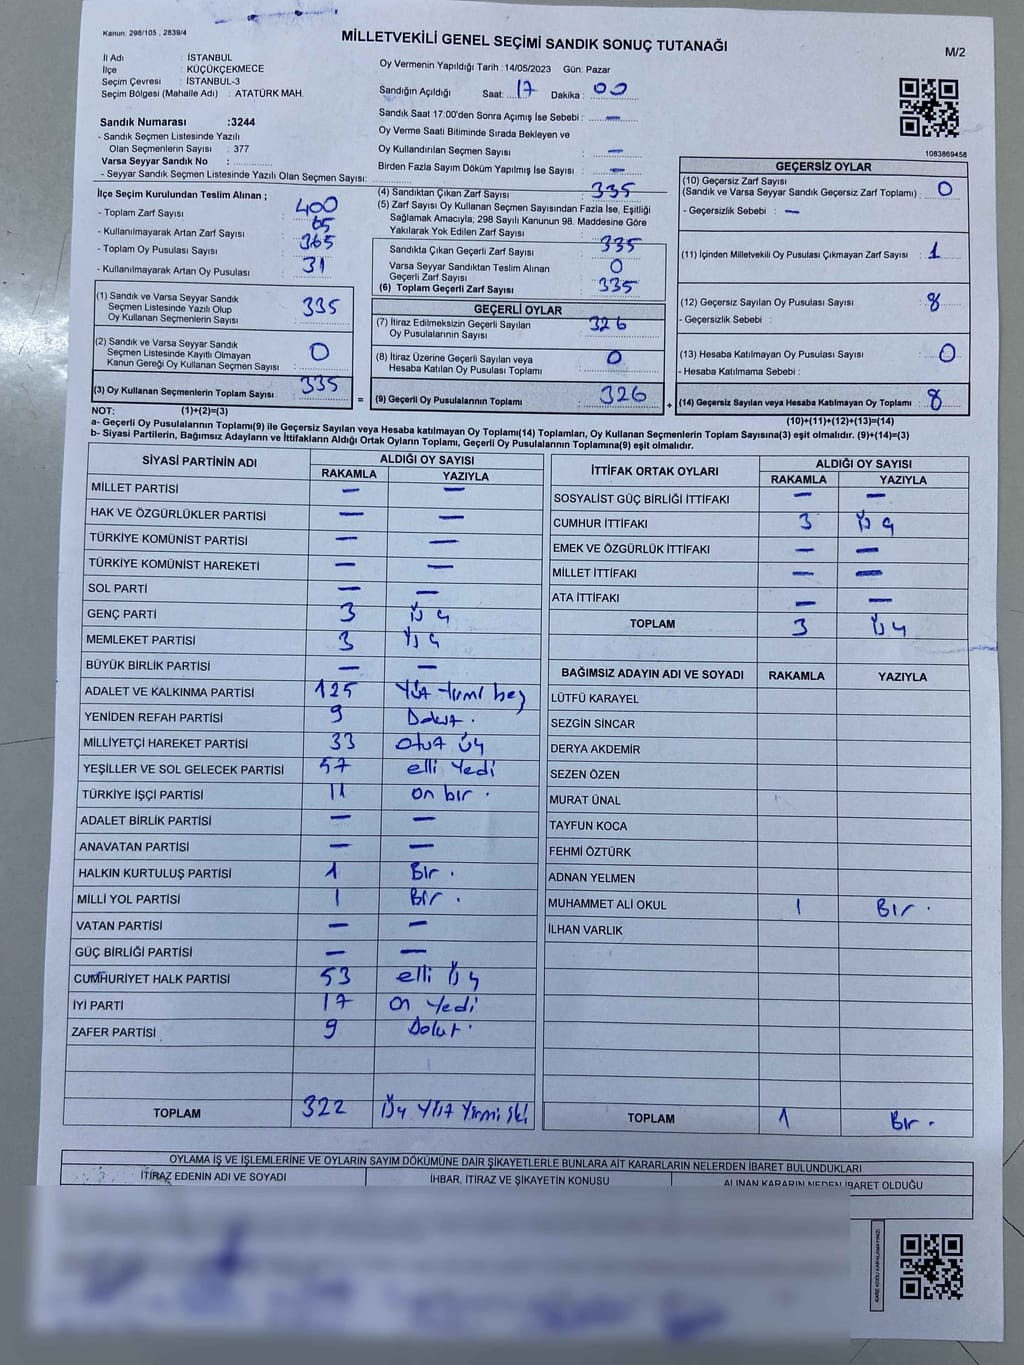 Kanun. 298/105 , 2839/4
MİLLETVEKİLİ GENEL SEÇİMİ SANDIK SONUÇ TUTANAĞI
M/2
İl Adı : İSTANBUL
İlçe : KÜÇÜKÇEKMECE
Seçim Çevresi : İSTANBUL-3
Seçim Bölgesi (Mahalle Adı) : ATATÜRK MAH.
Oy Vermenin Yapıldığı Tarih :14/05/2023 Gün: Pazar
Sandığın Açıldığı Saat: 17 Dakika : 00
Sandık Saat 17:00'den Sonra Açımış İse Sebebi : —
Oy Verme Saati Bitiminde Sırada Bekleyen ve
Oy Kullandırılan Seçmen Sayısı : —
Birden Fazla Sayım Döküm Yapılmış İse Sayısı : —
Sandık Numarası :3244
- Sandık Seçmen Listesinde Yazılı
Olan Seçmenlerin Sayısı : 377
Varsa Seyyar Sandık No :
- Seyyar Sandık Seçmen Listesinde Yazılı Olan Seçmen Sayısı:
1083869456
İlçe Seçim Kurulundan Teslim Alınan ;
- Toplam Zarf Sayısı : 400
- Kullanılmayarak Artan Zarf Sayısı : 65
- Toplam Oy Pusulası Sayısı : 365
- Kullanılmayarak Artan Oy Pusulası : 31
(1) Sandık ve Varsa Seyyar Sandık
Seçmen Listesinde Yazılı Olup
Oy Kullanan Seçmenlerin Sayısı : 335
(2) Sandık ve Varsa Seyyar Sandık
Seçmen Listesinde Kayıtlı Olmayan
Kanun Gereği Oy Kullanan Seçmen Sayısı : 0
(3) Oy Kullanan Seçmenlerin Toplam Sayısı : 335
(4) Sandıktan Çıkan Zarf Sayısı : 335
(5) Zarf Sayısı Oy Kullanan Seçmen Sayısından Fazla İse, Eşitliği
Sağlamak Amacıyla; 298 Sayılı Kanunun 98. Maddesine Göre
Yakılarak Yok Edilen Zarf Sayısı :
Sandıkta Çıkan Geçerli Zarf Sayısı : 335
Varsa Seyyar Sandıktan Teslim Alınan
Geçerli Zarf Sayısı : 0
(6) Toplam Geçerli Zarf Sayısı : 335
GEÇERLİ OYLAR
(7) İtiraz Edilmeksizin Geçerli Sayılan
Oy Pusulalarının Sayısı : 326
(8) İtiraz Üzerine Geçerli Sayılan veya
Hesaba Katılan Oy Pusulası Toplamı : 0
= (9) Geçerli Oy Pusulalarının Toplamı : 326
GEÇERSİZ OYLAR
(10) Geçersiz Zarf Sayısı
(Sandık ve Varsa Seyyar Sandık Geçersiz Zarf Toplamı) : 0
- Geçersizlik Sebebi : —
(11) İçinden Milletvekili Oy Pusulası Çıkmayan Zarf Sayısı : 1
(12) Geçersiz Sayılan Oy Pusulası Sayısı : 8
- Geçersizlik Sebebi :
(13) Hesaba Katılmayan Oy Pusulası Sayısı : 0
- Hesaba Katılmama Sebebi :
+ (14) Geçersiz Sayılan veya Hesaba Katılmayan Oy Toplamı : 8
NOT: (1)+(2)=(3) (10)+(11)+(12)+(13)=(14)
a- Geçerli Oy Pusulalarının Toplamı(9) ile Geçersiz Sayılan veya Hesaba katılmayan Oy Toplamı(14) Toplamları, Oy Kullanan Seçmenlerin Toplam Sayısına(3) eşit olmalıdır. (9)+(14)=(3)
b- Siyasi Partilerin, Bağımsız Adayların ve İttifakların Aldığı Ortak Oyların Toplamı, Geçerli Oy Pusulalarının Toplamına(9) eşit olmalıdır.
SİYASİ PARTİNİN ADI ALDIĞI OY SAYISI
RAKAMLA YAZIYLA
MİLLET PARTİSİ — —
HAK VE ÖZGÜRLÜKLER PARTİSİ — —
TÜRKİYE KOMÜNİST PARTİSİ — —
TÜRKİYE KOMÜNİST HAREKETİ — —
SOL PARTİ — —
GENÇ PARTİ 3 Üç
MEMLEKET PARTİSİ 3 Üç
BÜYÜK BİRLİK PARTİSİ — —
ADALET VE KALKINMA PARTİSİ 125 Yüz Yirmi beş
YENİDEN REFAH PARTİSİ 9 Dokuz .
MİLLİYETÇİ HAREKET PARTİSİ 33 Otuz Üç
YEŞİLLER VE SOL GELECEK PARTİSİ 57 elli Yedi
TÜRKİYE İŞÇİ PARTİSİ 11 on bir .
ADALET BİRLİK PARTİSİ — —
ANAVATAN PARTİSİ — —
HALKIN KURTULUŞ PARTİSİ 1 Bir .
MİLLİ YOL PARTİSİ 1 Bir .
VATAN PARTİSİ — —
GÜÇ BİRLİĞİ PARTİSİ — —
CUMHURİYET HALK PARTİSİ 53 elli Üç
İYİ PARTİ 17 On Yedi
ZAFER PARTİSİ 9 Dokuz .
TOPLAM 322 Üç Yüz Yirmi iki
İTTİFAK ORTAK OYLARI ALDIĞI OY SAYISI
RAKAMLA YAZIYLA
SOSYALİST GÜÇ BİRLİĞİ İTTİFAKI — —
CUMHUR İTTİFAKI 3 Üç
EMEK VE ÖZGÜRLÜK İTTİFAKI — —
MİLLET İTTİFAKI — —
ATA İTTİFAKI — —
TOPLAM 3 Üç
BAĞIMSIZ ADAYIN ADI VE SOYADI RAKAMLA YAZIYLA
LÜTFÜ KARAYEL
SEZGİN SİNCAR
DERYA AKDEMİR
SEZEN ÖZEN
MURAT ÜNAL
TAYFUN KOCA
FEHMİ ÖZTÜRK
ADNAN YELMEN
MUHAMMET ALİ OKUL 1 Bir .
İLHAN VARLIK
TOPLAM 1 Bir .
OYLAMA İŞ VE İŞLEMLERİNE VE OYLARIN SAYIM DÖKÜMÜNE DAİR ŞİKAYETLERLE BUNLARA AİT KARARLARIN NELERDEN İBARET BULUNDUKLARI
İTİRAZ EDENİN ADI VE SOYADI İHBAR, İTİRAZ VE ŞİKAYETİN KONUSU ALINAN KARARIN NEDEN İBARET OLDUĞU
KARE KODU KARALAMAYINIZ!